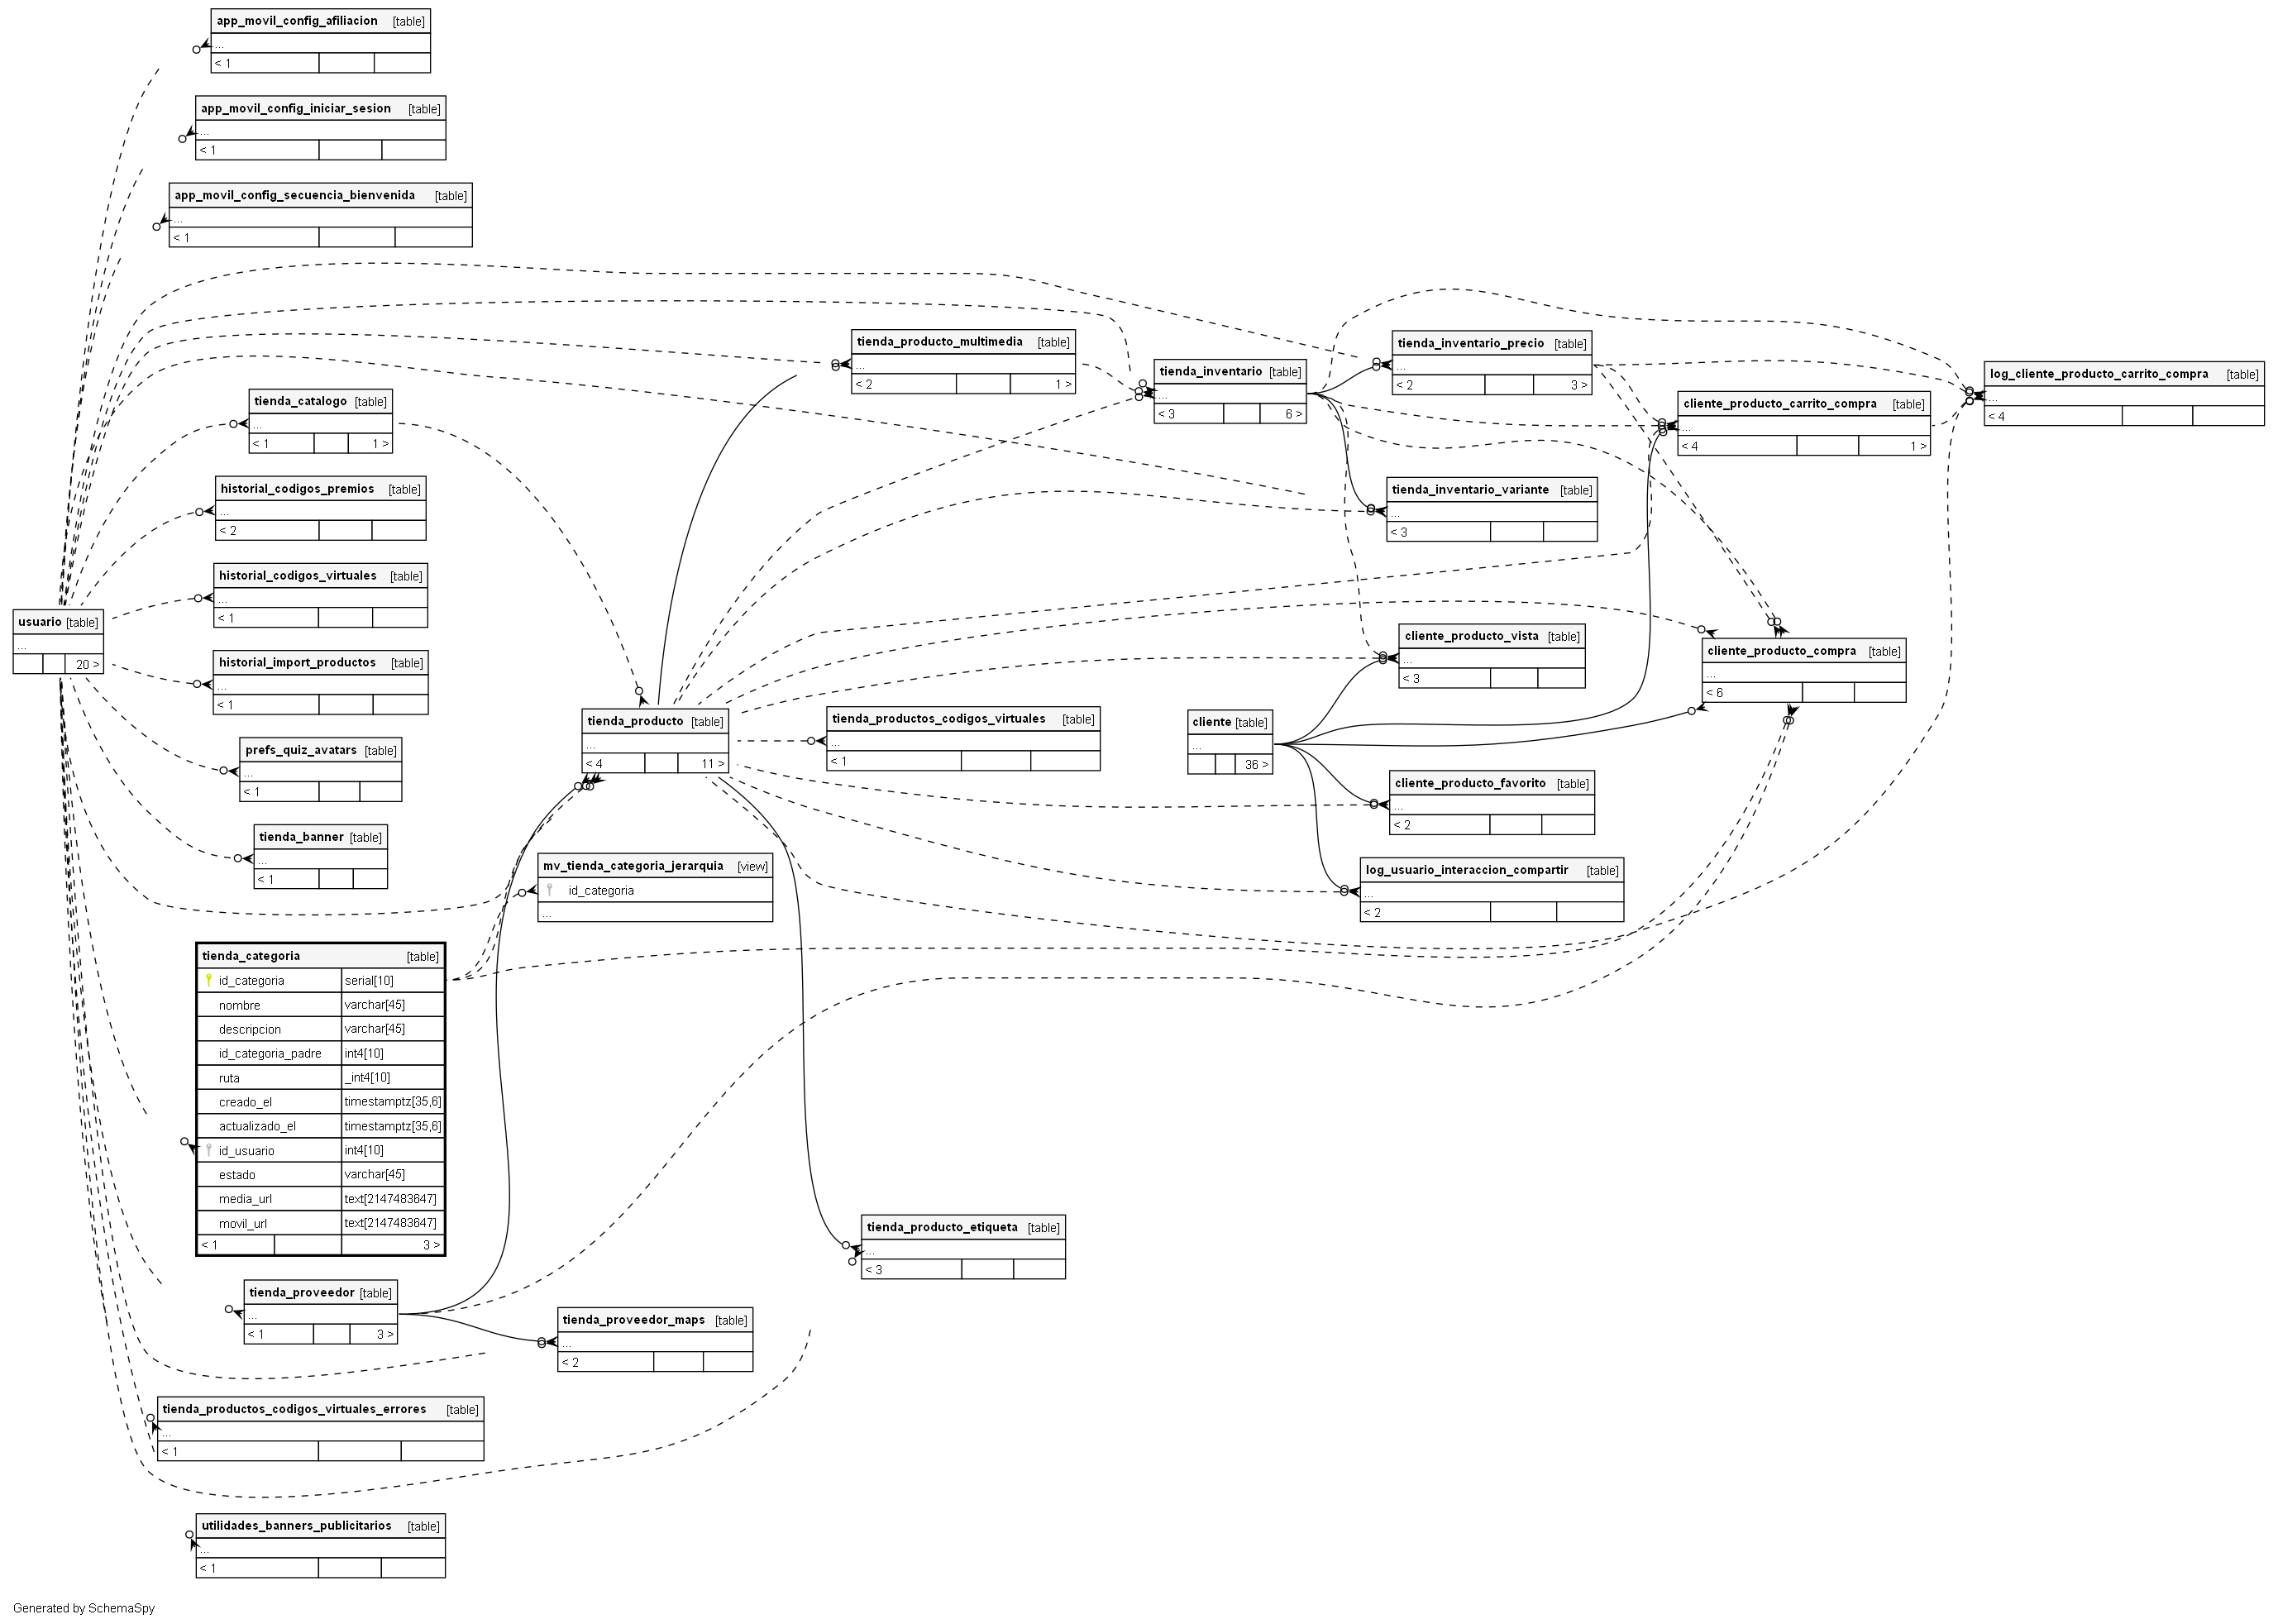 app_movil_config_afiliacion [table]
...
< 1
app_movil_config_iniciar_sesion [table]
...
< 1
app_movil_config_secuencia_bienvenida [table]
...
< 1
tienda_catalogo [table]
...
< 1 1 >
historial_codigos_premios [table]
...
< 2
historial_codigos_virtuales [table]
...
< 1
usuario [table]
...
20 >
historial_import_productos [table]
...
< 1
prefs_quiz_avatars [table]
...
< 1
tienda_banner [table]
...
< 1
tienda_categoria [table]
id_categoria serial[10]
nombre varchar[45]
descripcion varchar[45]
id_categoria_padre int4[10]
ruta _int4[10]
creado_el timestamptz[35,6]
actualizado_el timestamptz[35,6]
id_usuario int4[10]
estado varchar[45]
media_url text[2147483647]
movil_url text[2147483647]
< 1 3 >
tienda_proveedor [table]
...
< 1 3 >
tienda_productos_codigos_virtuales_errores [table]
...
< 1
utilidades_banners_publicitarios [table]
...
< 1
tienda_producto [table]
...
< 4 11 >
mv_tienda_categoria_jerarquia [view]
id_categoria
...
tienda_proveedor_maps [table]
...
< 2
tienda_producto_multimedia [table]
...
< 2 1 >
tienda_productos_codigos_virtuales [table]
...
< 1
tienda_producto_etiqueta [table]
...
< 3
tienda_inventario [table]
...
< 3 6 >
cliente [table]
...
36 >
tienda_inventario_precio [table]
...
< 2 3 >
tienda_inventario_variante [table]
...
< 3
cliente_producto_vista [table]
...
< 3
cliente_producto_favorito [table]
...
< 2
log_usuario_interaccion_compartir [table]
...
< 2
cliente_producto_carrito_compra [table]
...
< 4 1 >
cliente_producto_compra [table]
...
< 6
log_cliente_producto_carrito_compra [table]
...
< 4
Generated by SchemaSpy